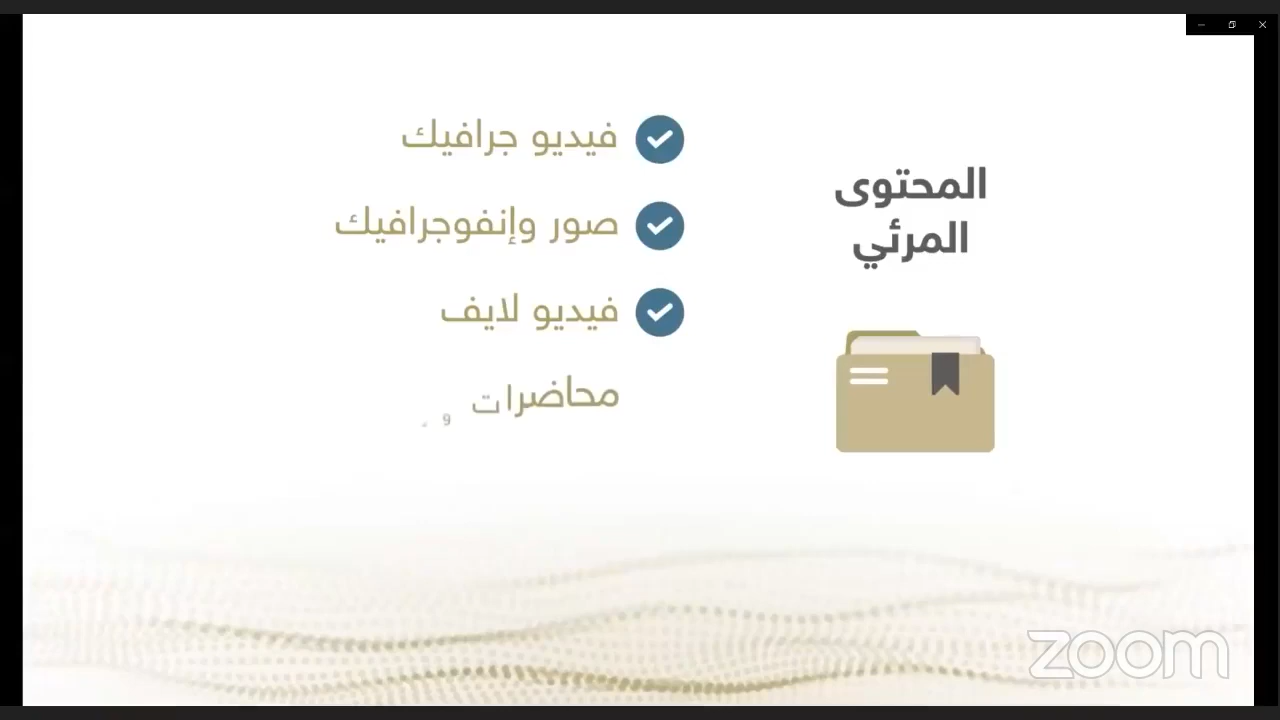 المحتوى
المرئي
فيديو جرافيك
صور وإنفوجرافيك
فيديو لايف
محاضرات و
zoom